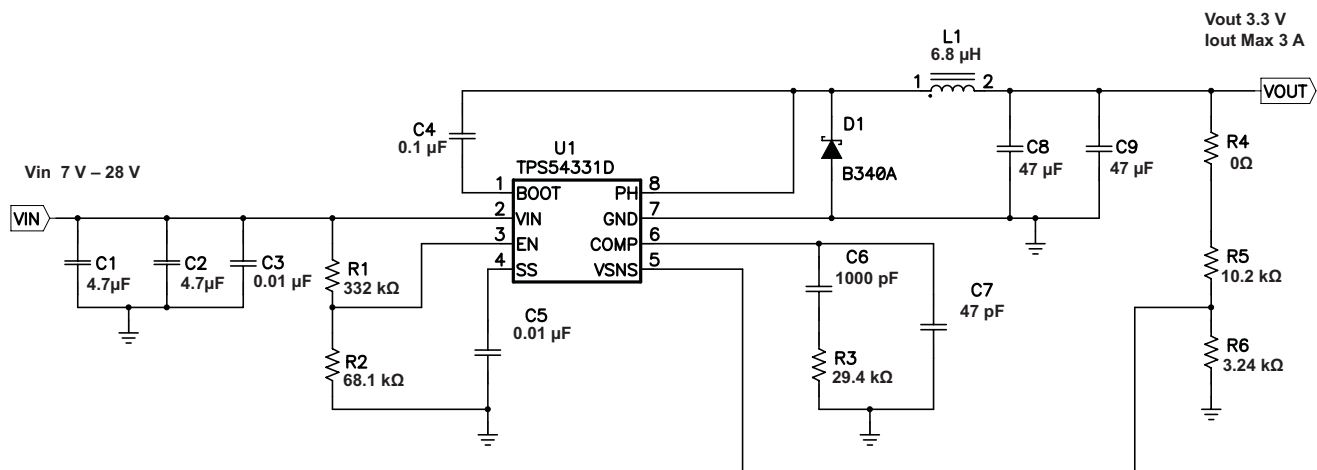 Vout 3.3 V
Iout Max 3 A
L1
6.8 µH
1
2
VOUT
C4
0.1 µF
D1
B340A
C8
47 µF
C9
47 µF
R4
0Ω
U1
TPS54331D
Vin 7 V – 28 V
VIN
1 BOOT PH 8
2 VIN GND 7
3 EN COMP 6
4 SS VSNS 5
C1
4.7µF
C2
4.7µF
C3
0.01 µF
R1
332 kΩ
C5
0.01 µF
R2
68.1 kΩ
C6
1000 pF
C7
47 pF
R3
29.4 kΩ
R5
10.2 kΩ
R6
3.24 kΩ